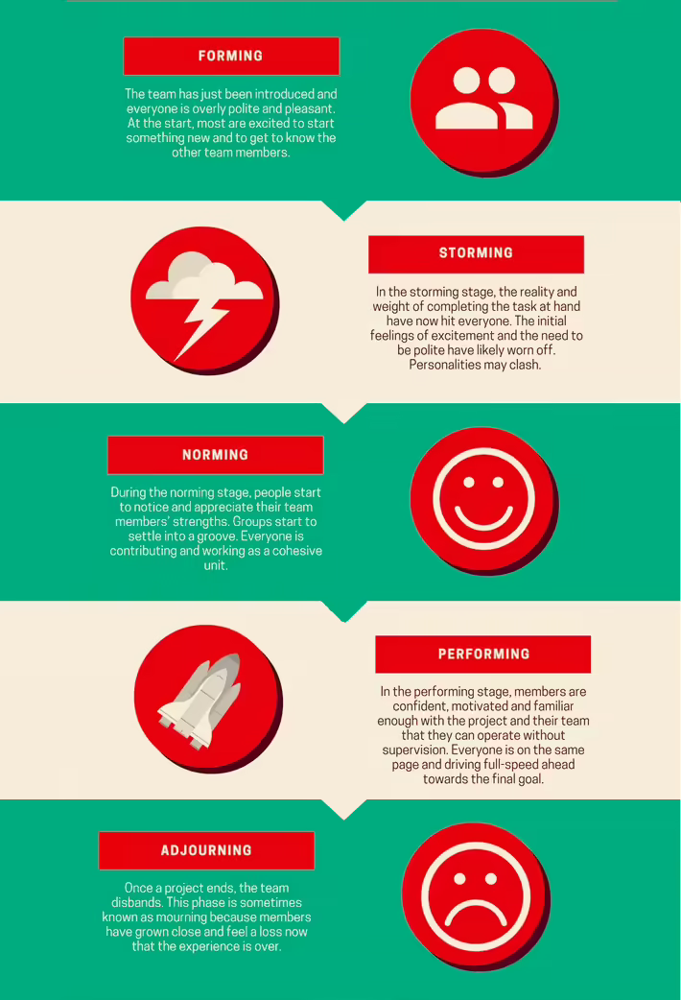 FORMING
The team has just been introduced and
everyone is overly polite and pleasant.
At the start, most are excited to start
something new and to get to know the
other team members.
STORMING
In the storming stage, the reality and
weight of completing the task at hand
have now hit everyone. The initial
feelings of excitement and the need to
be polite have likely worn off.
Personalities may clash.
NORMING
During the norming stage, people start
to notice and appreciate their team
members' strengths. Groups start to
settle into a groove. Everyone is
contributing and working as a cohesive
unit.
PERFORMING
In the performing stage, members are
confident, motivated and familiar
enough with the project and their team
that they can operate without
supervision. Everyone is on the same
page and driving full-speed ahead
towards the final goal.
ADJOURNING
Once a project ends, the team
disbands. This phase is sometimes
known as mourning because members
have grown close and feel a loss now
that the experience is over.